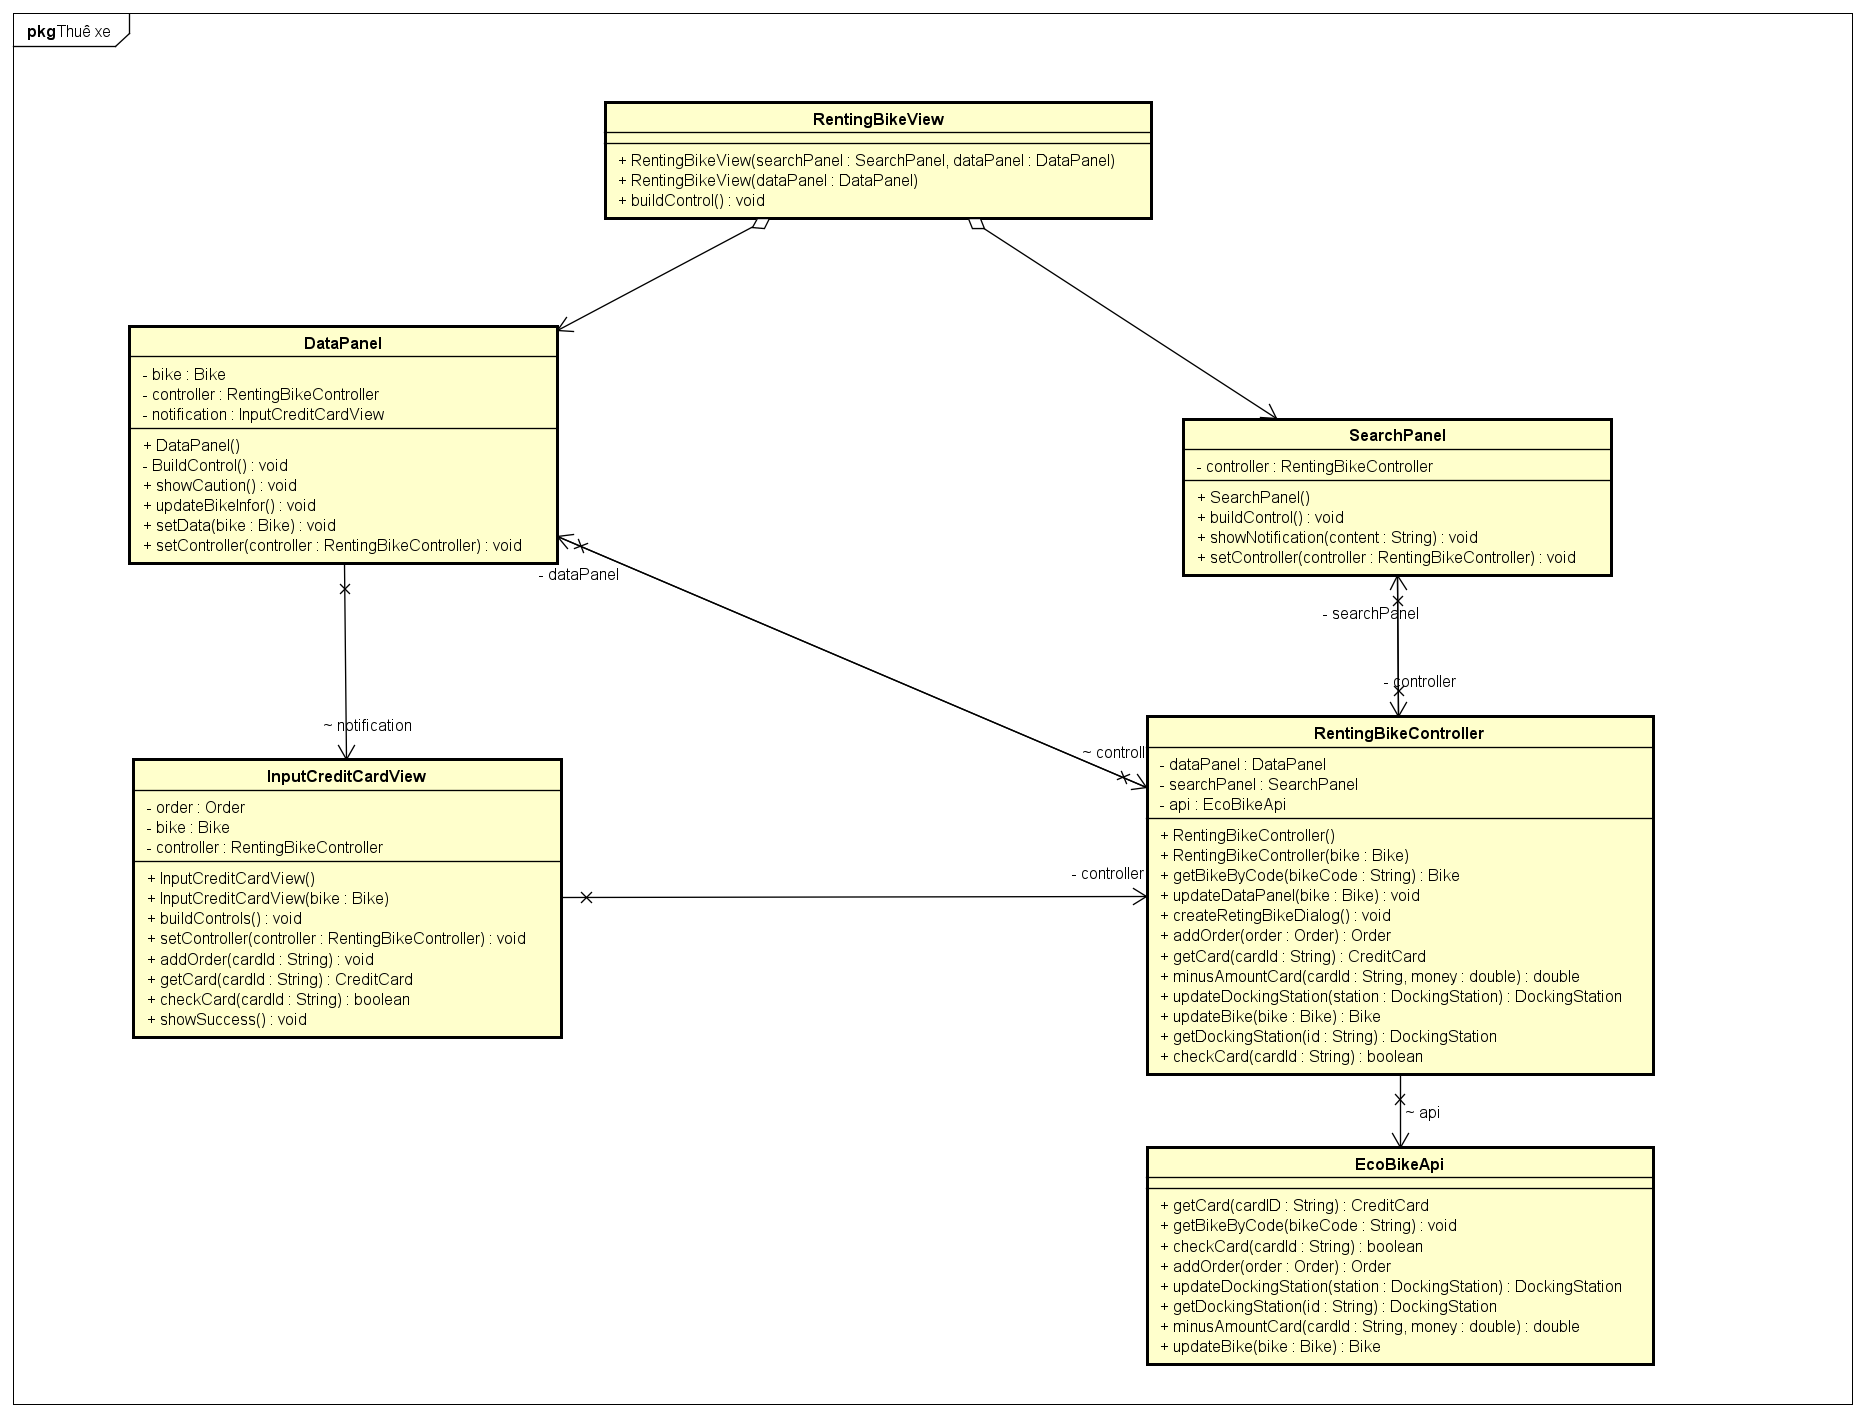 pkg Thuê xe
RentingBikeView
+ RentingBikeView(searchPanel : SearchPanel, dataPanel : DataPanel)
+ RentingBikeView(dataPanel : DataPanel)
+ buildControl() : void
DataPanel
- bike : Bike
- controller : RentingBikeController
- notification : InputCreditCardView
+ DataPanel()
- BuildControl() : void
+ showCaution() : void
+ updateBikeInfor() : void
+ setData(bike : Bike) : void
+ setController(controller : RentingBikeController) : void
SearchPanel
- controller : RentingBikeController
+ SearchPanel()
+ buildControl() : void
+ showNotification(content : String) : void
+ setController(controller : RentingBikeController) : void
- dataPanel
- searchPanel
- controller
~ notification
~ controll
InputCreditCardView
- order : Order
- bike : Bike
- controller : RentingBikeController
+ InputCreditCardView()
+ InputCreditCardView(bike : Bike)
+ buildControls() : void
+ setController(controller : RentingBikeController) : void
+ addOrder(cardId : String) : void
+ getCard(cardId : String) : CreditCard
+ checkCard(cardId : String) : boolean
+ showSuccess() : void
- controller
RentingBikeController
- dataPanel : DataPanel
- searchPanel : SearchPanel
- api : EcoBikeApi
+ RentingBikeController()
+ RentingBikeController(bike : Bike)
+ getBikeByCode(bikeCode : String) : Bike
+ updateDataPanel(bike : Bike) : void
+ createRetingBikeDialog() : void
+ addOrder(order : Order) : Order
+ getCard(cardId : String) : CreditCard
+ minusAmountCard(cardId : String, money : double) : double
+ updateDockingStation(station : DockingStation) : DockingStation
+ updateBike(bike : Bike) : Bike
+ getDockingStation(id : String) : DockingStation
+ checkCard(cardId : String) : boolean
~ api
EcoBikeApi
+ getCard(cardID : String) : CreditCard
+ getBikeByCode(bikeCode : String) : void
+ checkCard(cardId : String) : boolean
+ addOrder(order : Order) : Order
+ updateDockingStation(station : DockingStation) : DockingStation
+ getDockingStation(id : String) : DockingStation
+ minusAmountCard(cardId : String, money : double) : double
+ updateBike(bike : Bike) : Bike